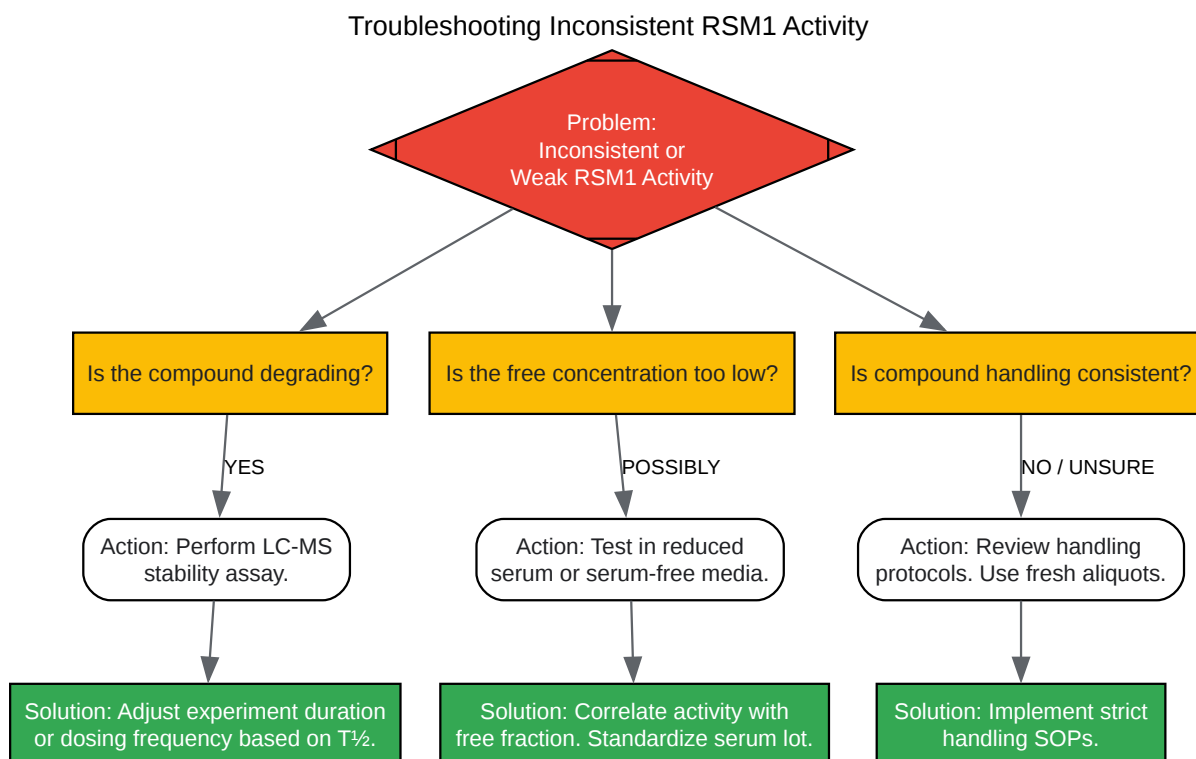 Troubleshooting Inconsistent RSM1 Activity
Problem:
Inconsistent or
Weak RSM1 Activity
Is the compound degrading?
Is the free concentration too low?
Is compound handling consistent?
YES
POSSIBLY
NO / UNSURE
Action: Perform LC-MS
stability assay.
Action: Test in reduced
serum or serum-free media.
Action: Review handling
protocols. Use fresh aliquots.
Solution: Adjust experiment duration
or dosing frequency based on T½.
Solution: Correlate activity with
free fraction. Standardize serum lot.
Solution: Implement strict
handling SOPs.